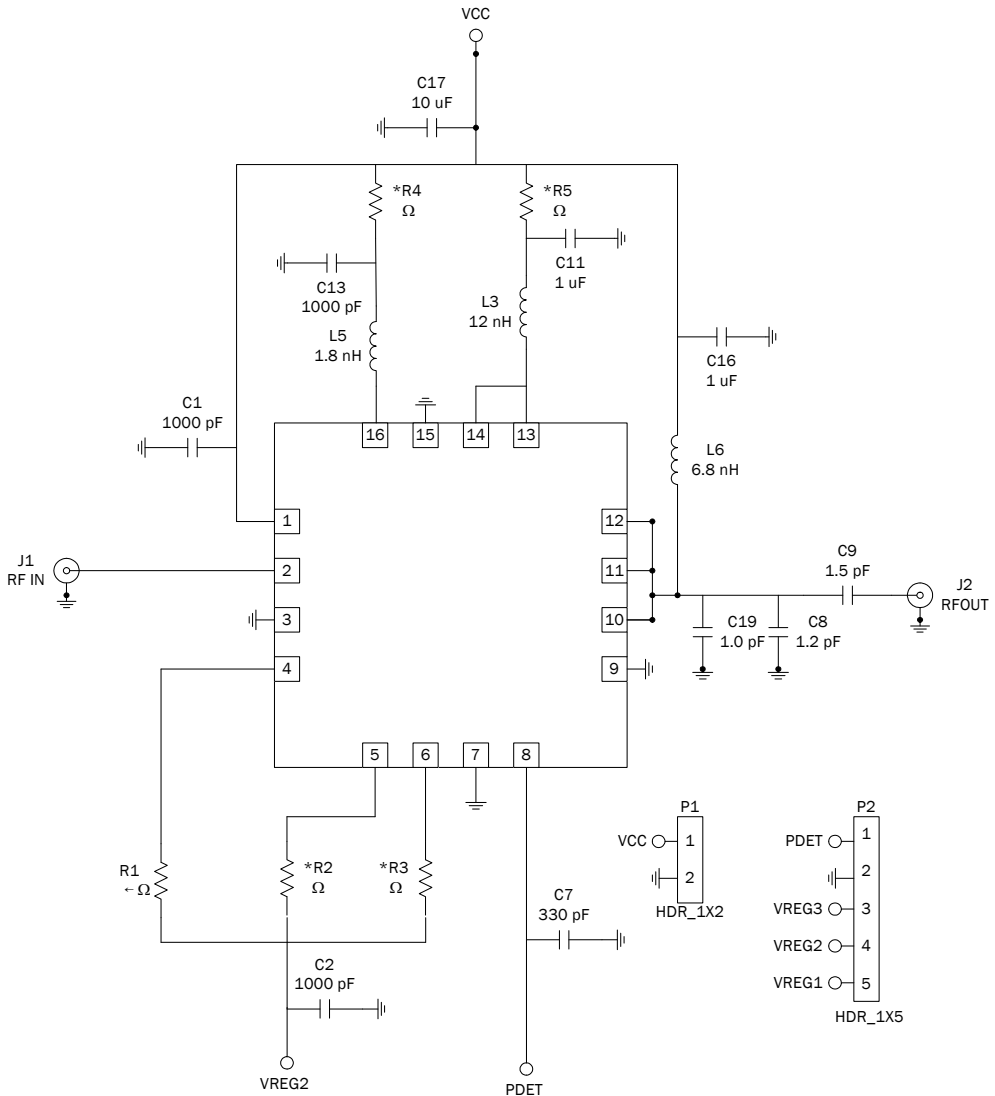 VCC
C17
10 uF
*R4
Ω
*R5
Ω
C13
1000 pF
C11
1 uF
L3
12 nH
L5
1.8 nH
C16
1 uF
C1
1000 pF
16
15
14
13
L6
6.8 nH
1
12
J1
RF IN
2
11
C9
1.5 pF
J2
RFOUT
3
10
C19
1.0 pF
C8
1.2 pF
4
9
5
6
7
8
P1
VCC
1
2
HDR_1X2
P2
PDET
1
2
VREG3
3
VREG2
4
VREG1
5
HDR_1X5
R1
←Ω
*R2
Ω
*R3
Ω
C7
330 pF
C2
1000 pF
VREG2
PDET